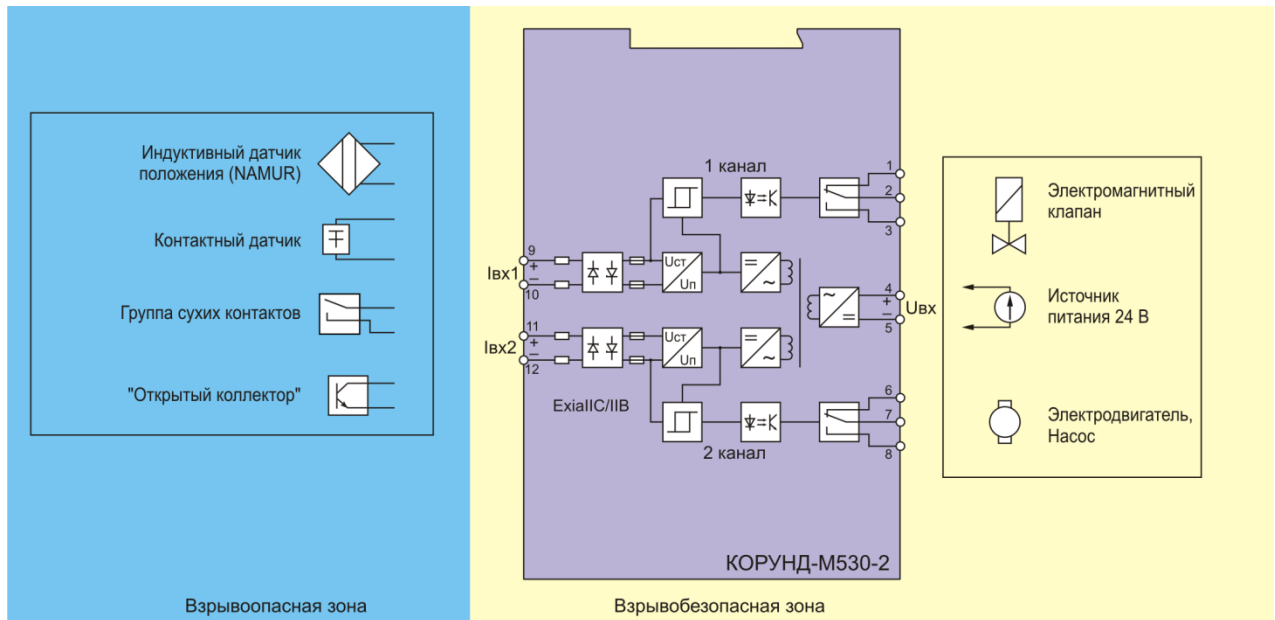 Индуктивный датчик
положения (NAMUR)
Контактный датчик
Группа сухих контактов
"Открытый коллектор"
Взрывоопасная зона
1 канал
1
2
3
9
+
Iвх1
–
10
Uст
Uп
=
~
4
+
Uвх
–
5
~
=
11
+
Iвх2
–
12
Uст
Uп
=
~
ExiaIIC/IIB
6
7
8
2 канал
КОРУНД-М530-2
Взрывобезопасная зона
Электромагнитный
клапан
Источник
питания 24 В
Электродвигатель,
Насос